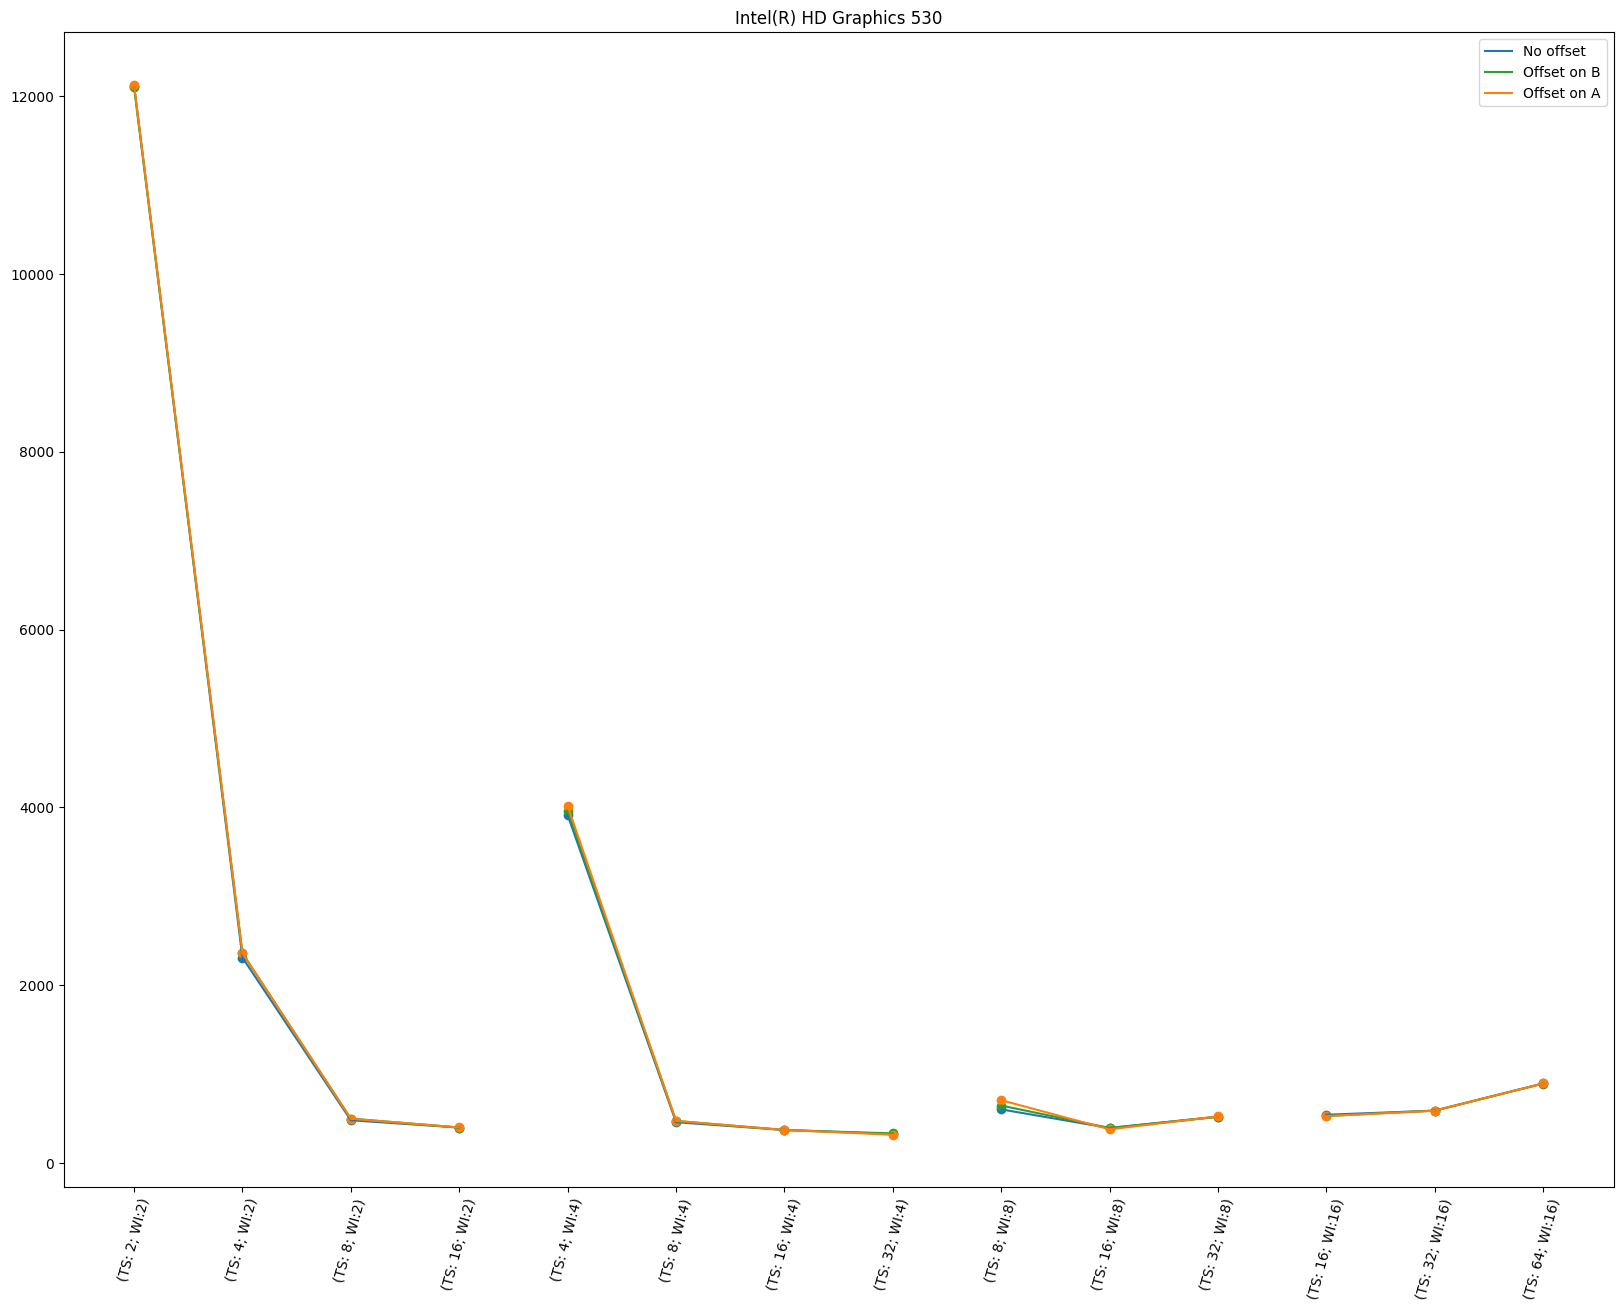 Intel(R) HD Graphics 530
No offset
Offset on B
Offset on A
12000
10000
8000
6000
4000
2000
0
(TS: 2; WI:2)
(TS: 4; WI:2)
(TS: 8; WI:2)
(TS: 16; WI:2)
(TS: 4; WI:4)
(TS: 8; WI:4)
(TS: 16; WI:4)
(TS: 32; WI:4)
(TS: 8; WI:8)
(TS: 16; WI:8)
(TS: 32; WI:8)
(TS: 16; WI:16)
(TS: 32; WI:16)
(TS: 64; WI:16)